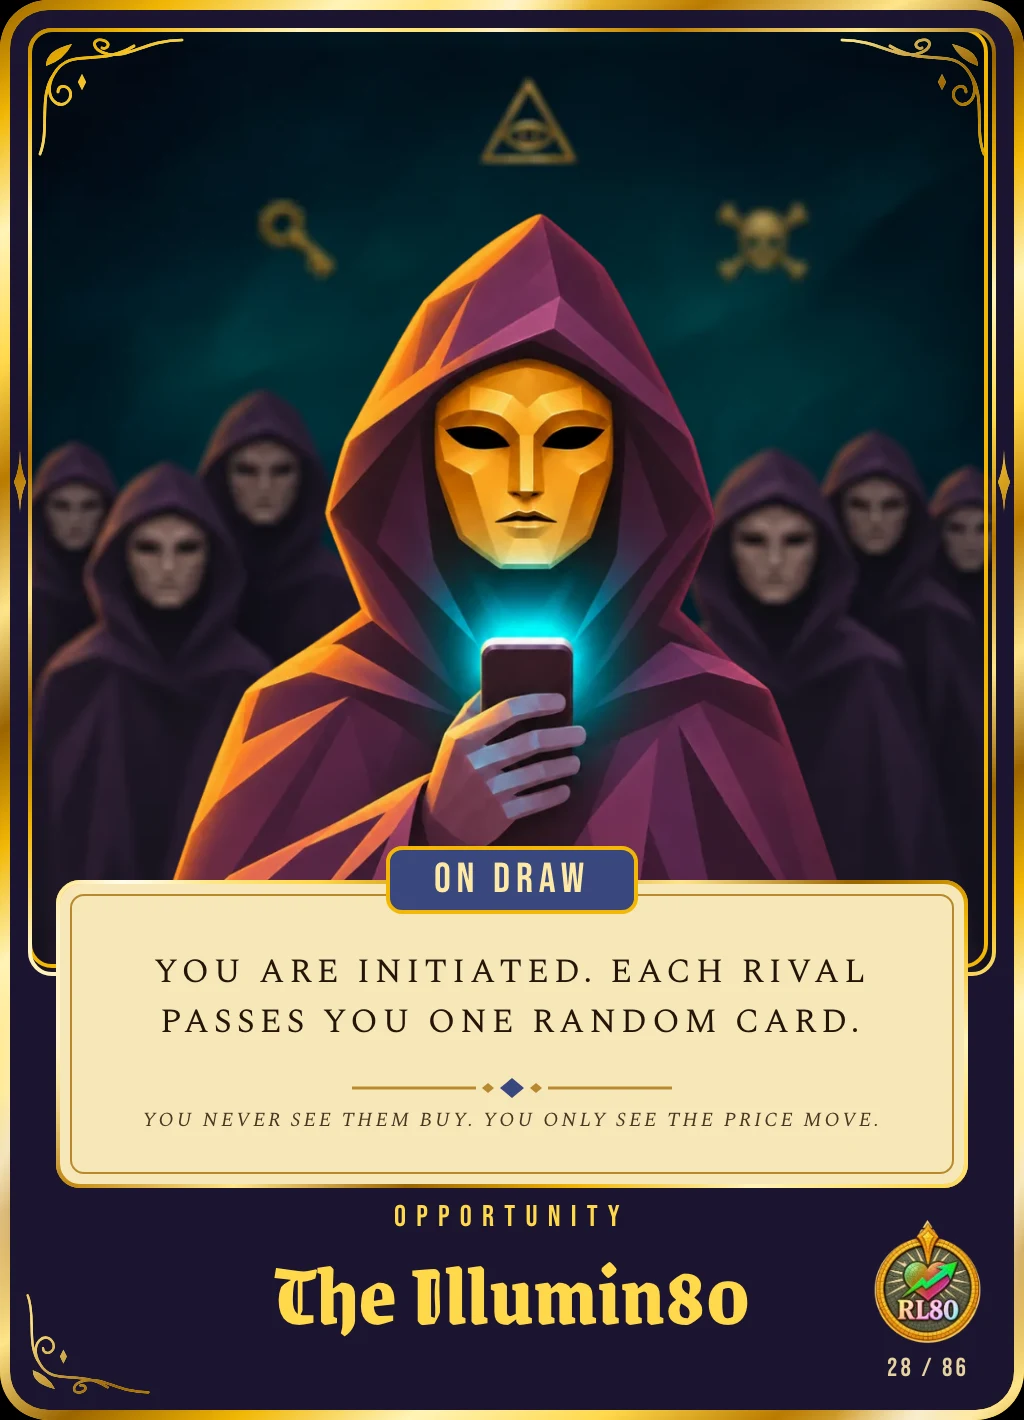 ON DRAW
YOU ARE INITIATED. EACH RIVAL
PASSES YOU ONE RANDOM CARD.
YOU NEVER SEE THEM BUY. YOU ONLY SEE THE PRICE MOVE.
OPPORTUNITY
The Illumin80
RL80
28 / 86